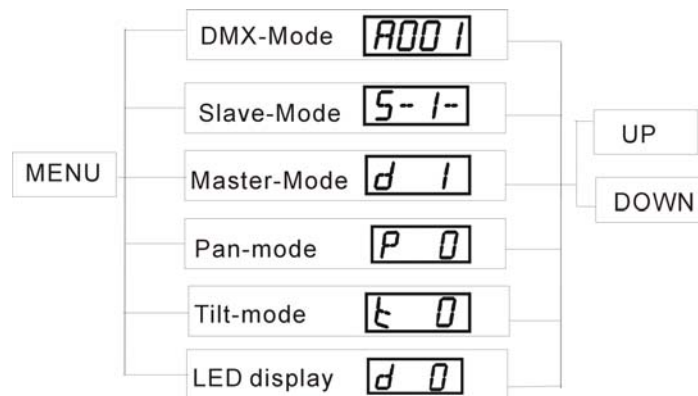 DMX-Mode A001
Slave-Mode S-1-
MENU
Master-Mode d 1
Pan-mode P 0
Tilt-mode t 0
LED display d 0
UP
DOWN